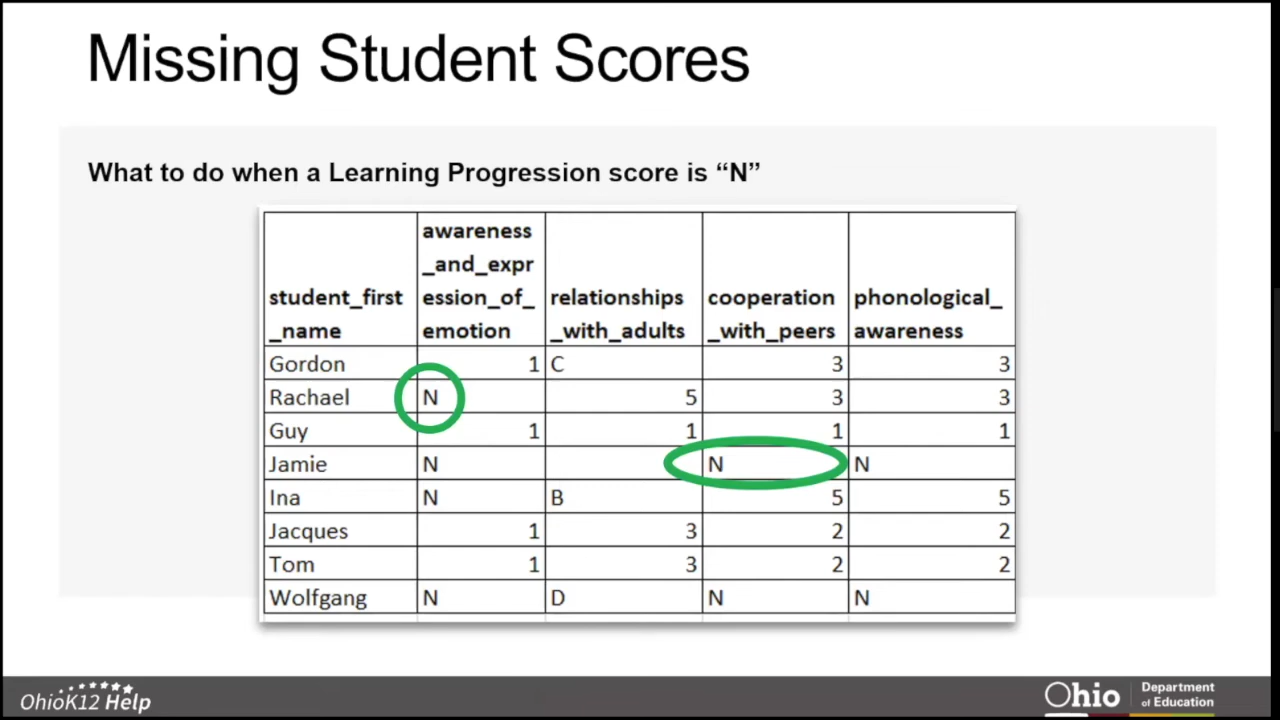 Missing Student Scores
What to do when a Learning Progression score is “N”
student_first_name awareness_and_expression_of_emotion relationships_with_adults cooperation_with_peers phonological_awareness
Gordon 1 C 3 3
Rachael N 5 3 3
Guy 1 1 1 1
Jamie N N N
Ina N B 5 5
Jacques 1 3 2 2
Tom 1 3 2 2
Wolfgang N D N N
OhioK12 Help
Ohio Department of Education